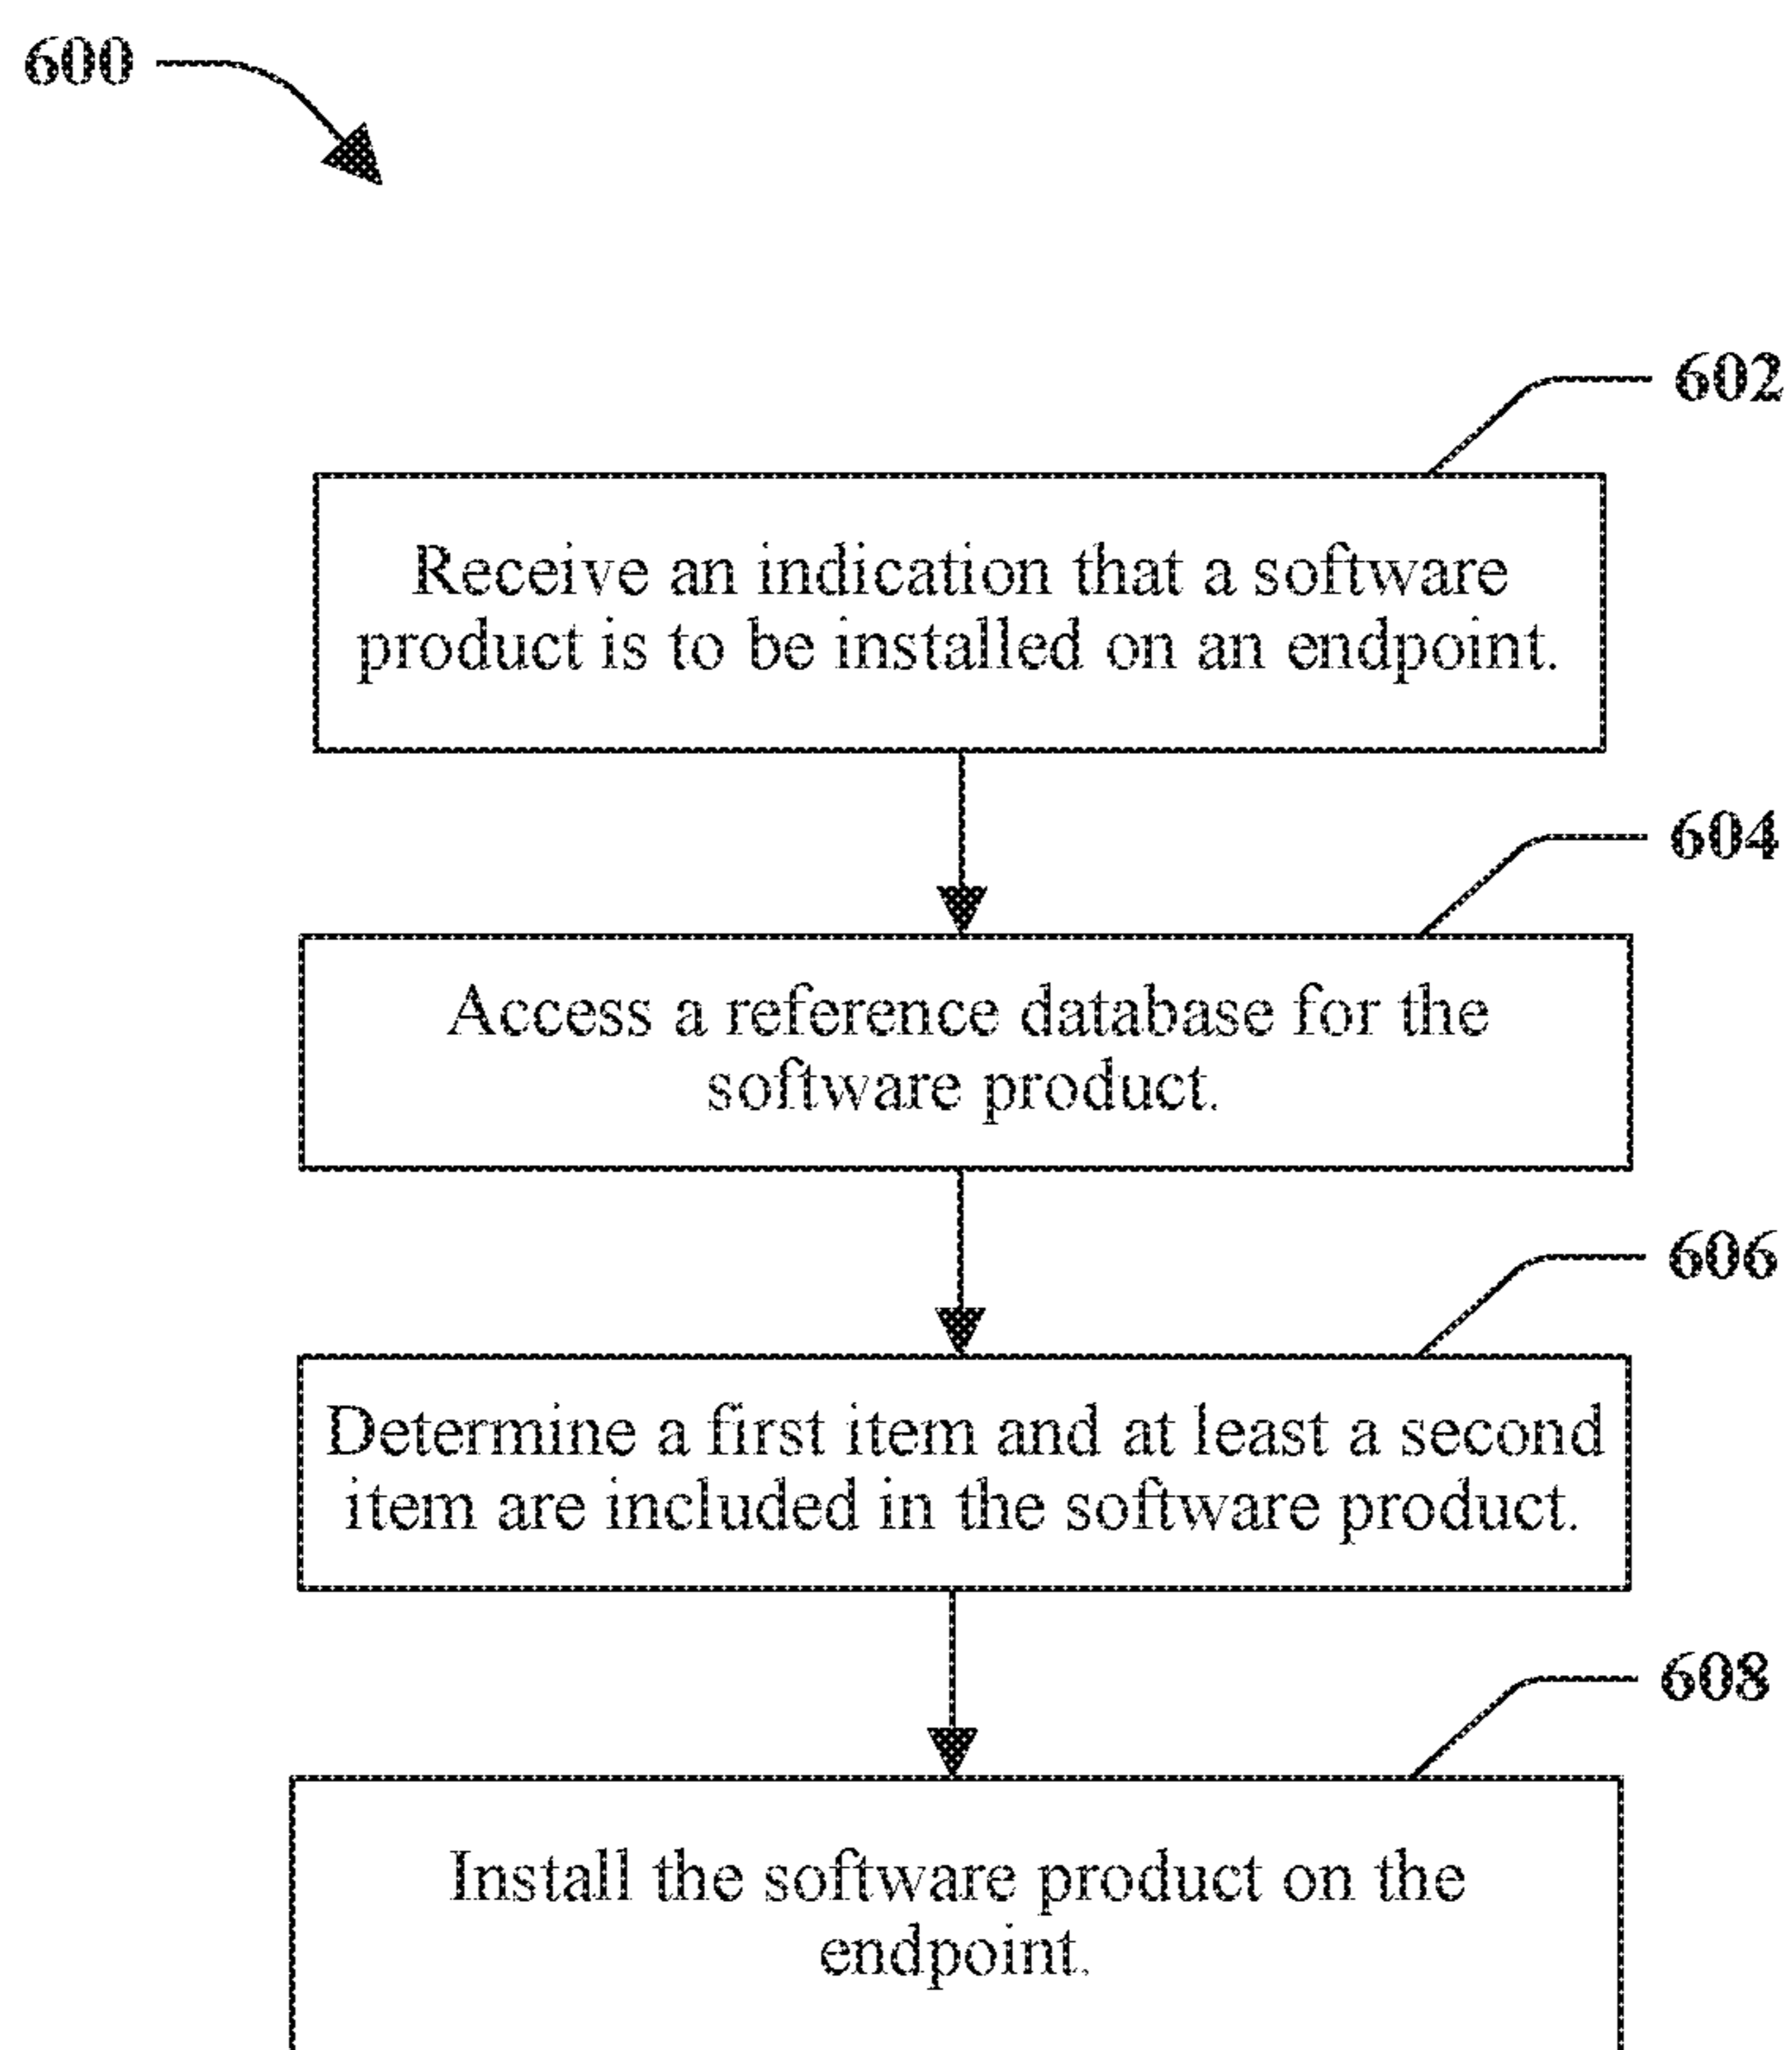 600
602
Receive an indication that a software
product is to be installed on an endpoint.
604
Access a reference database for the
software product.
606
Determine a first item and at least a second
item are included in the software product.
608
Install the software product on the
endpoint.